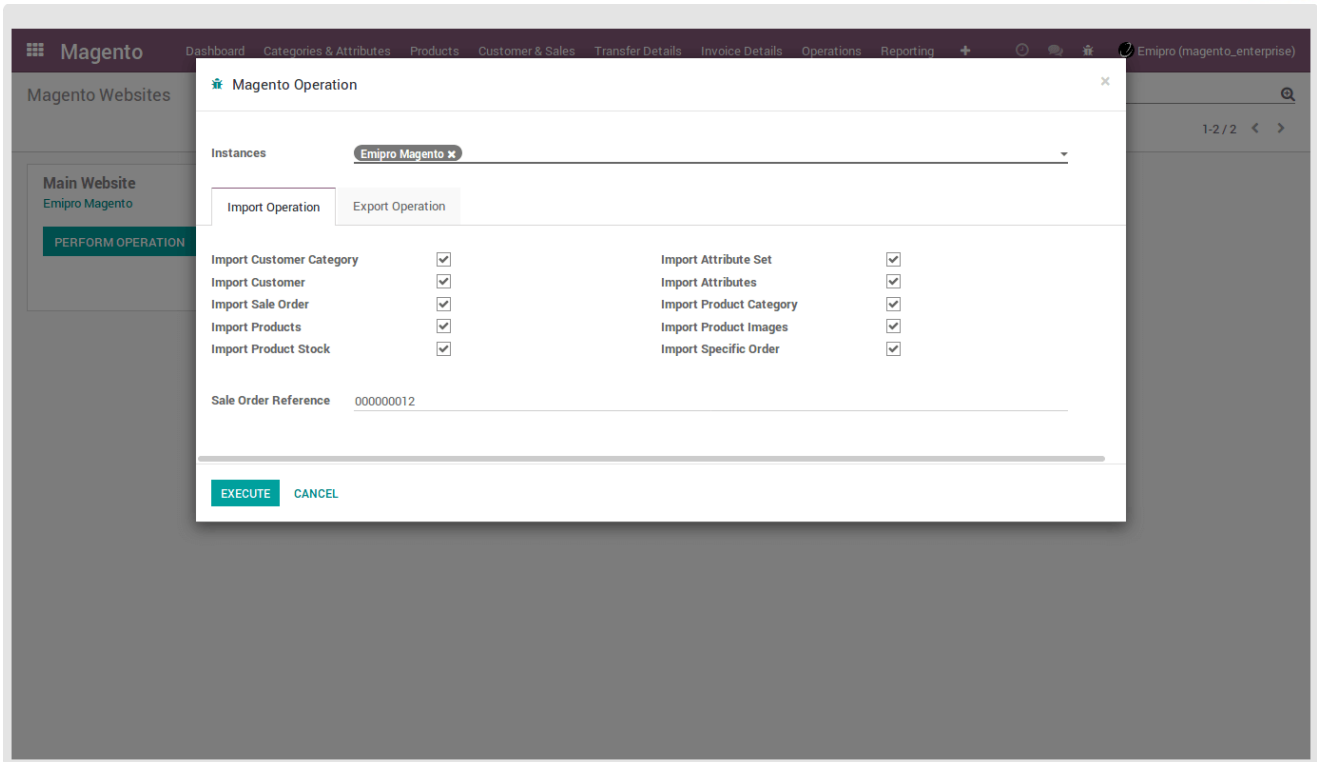 Magento Dashboard Categories & Attributes Products Customer & Sales Transfer Details Invoice Details Operations Reporting + Emipro (magento_enterprise)
Magento Websites
1-2 / 2
Main Website
Emipro Magento
PERFORM OPERATION
Magento Operation ×
Instances Emipro Magento ×
Import Operation Export Operation
Import Customer Category Import Attribute Set
Import Customer Import Attributes
Import Sale Order Import Product Category
Import Products Import Product Images
Import Product Stock Import Specific Order
Sale Order Reference 000000012
EXECUTE CANCEL